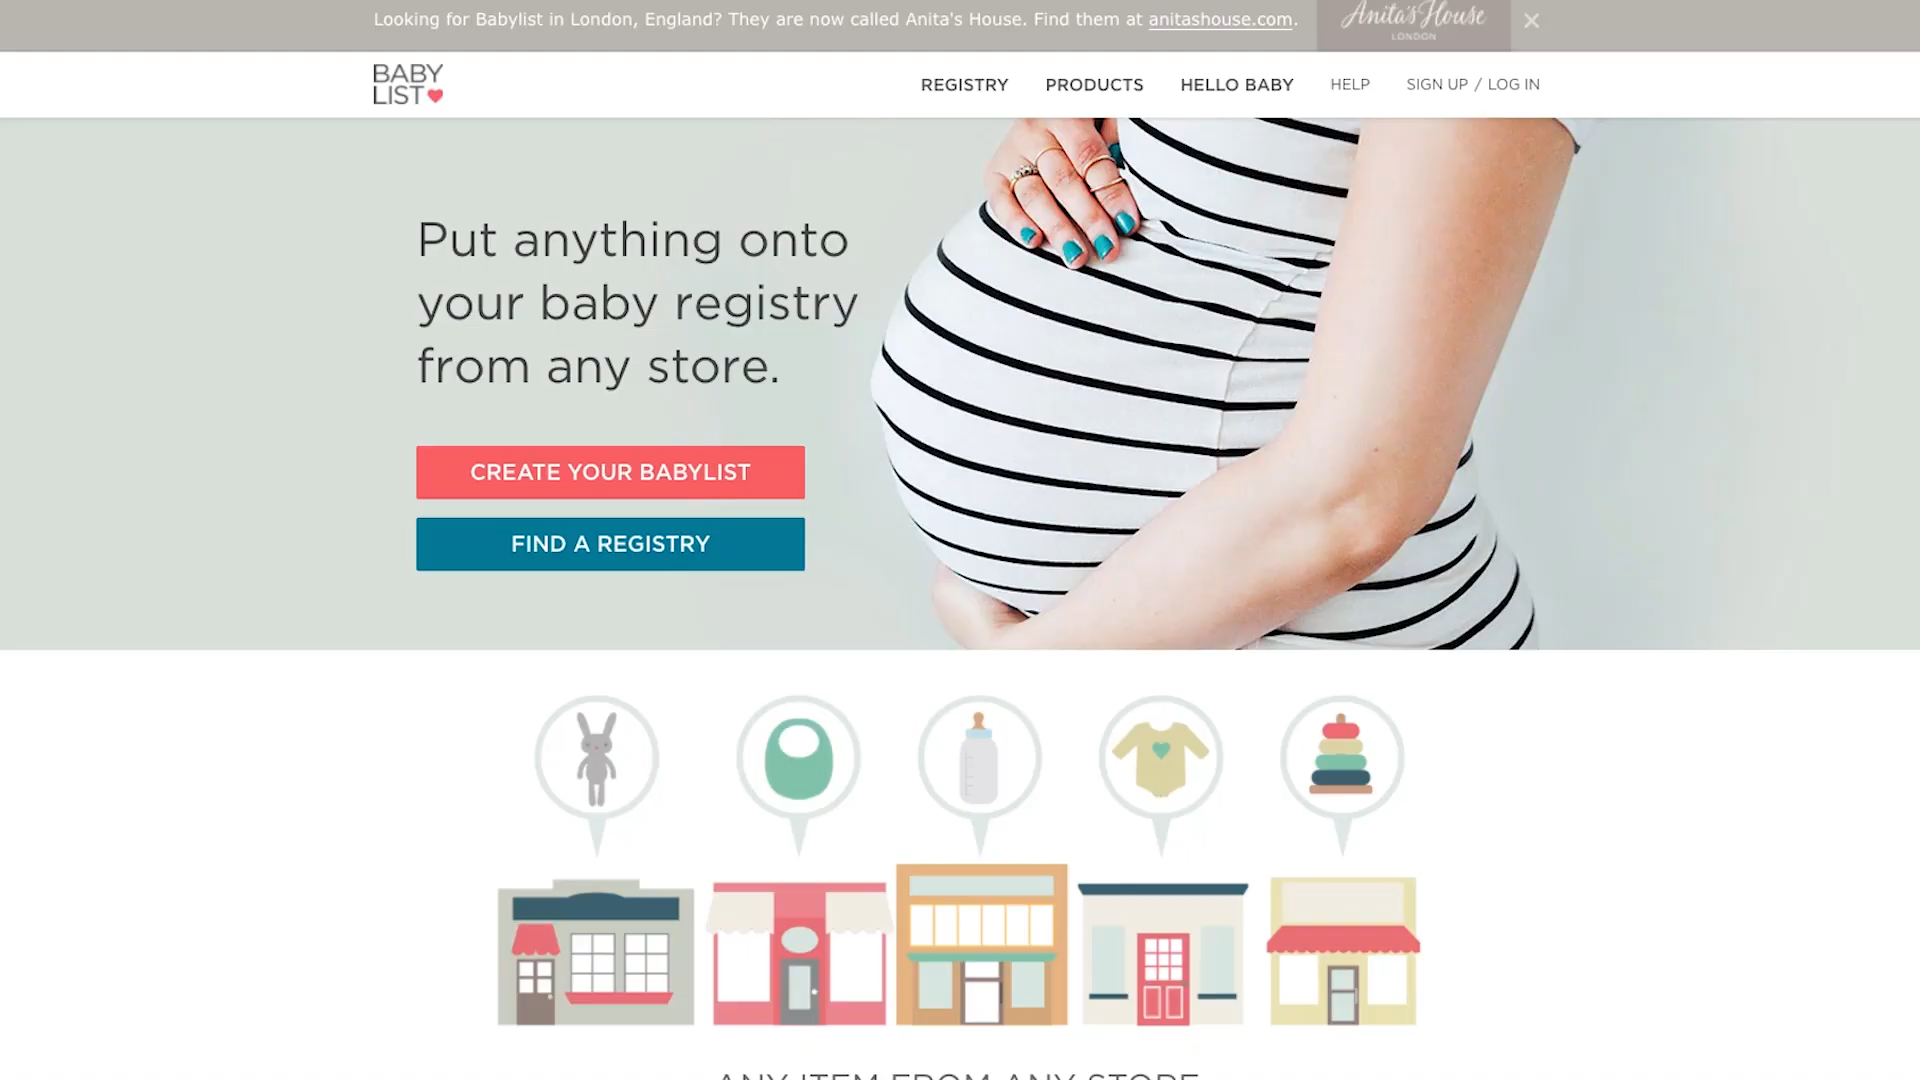 Looking for Babylist in London, England? They are now called Anita's House. Find them at anitashouse.com.
Anita's House
LONDON
BABY
LIST
REGISTRY PRODUCTS HELLO BABY HELP SIGN UP / LOG IN
Put anything onto
your baby registry
from any store.
CREATE YOUR BABYLIST
FIND A REGISTRY
ANY ITEM FROM ANY STORE